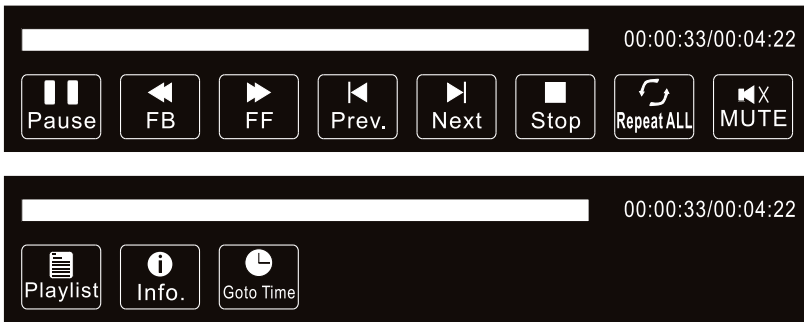 00:00:33/00:04:22
Pause FB FF Prev. Next Stop Repeat ALL MUTE
00:00:33/00:04:22
Playlist Info. Goto Time